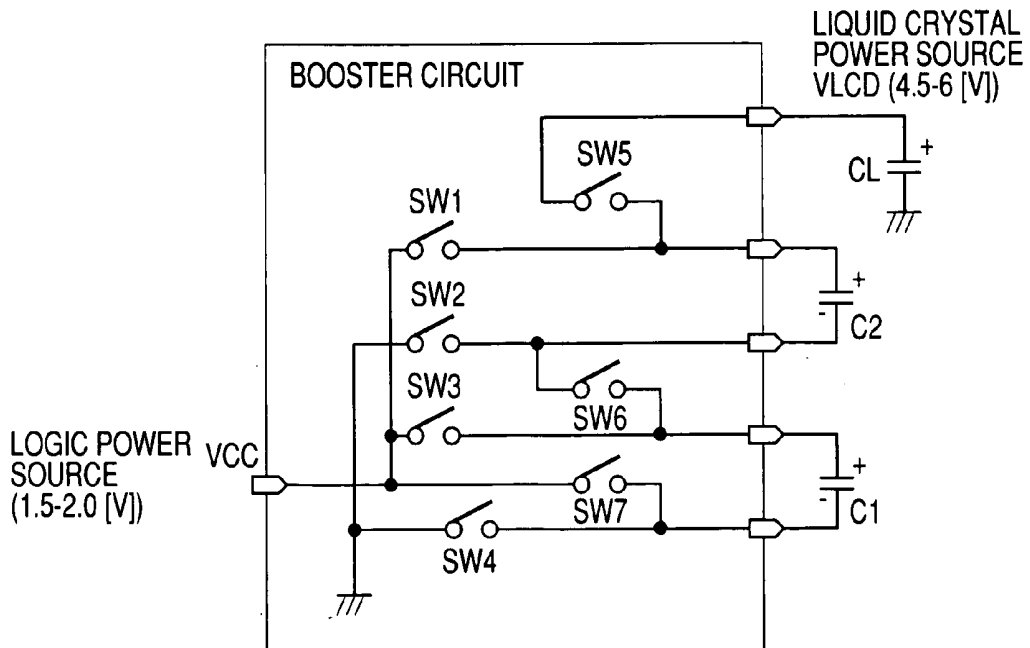 LIQUID CRYSTAL
POWER SOURCE
VLCD (4.5-6 [V])
BOOSTER CIRCUIT
SW5
CL
+
SW1
SW2
+
-
C2
SW3
SW6
LOGIC POWER
SOURCE
(1.5-2.0 [V])
VCC
+
-
C1
SW7
SW4